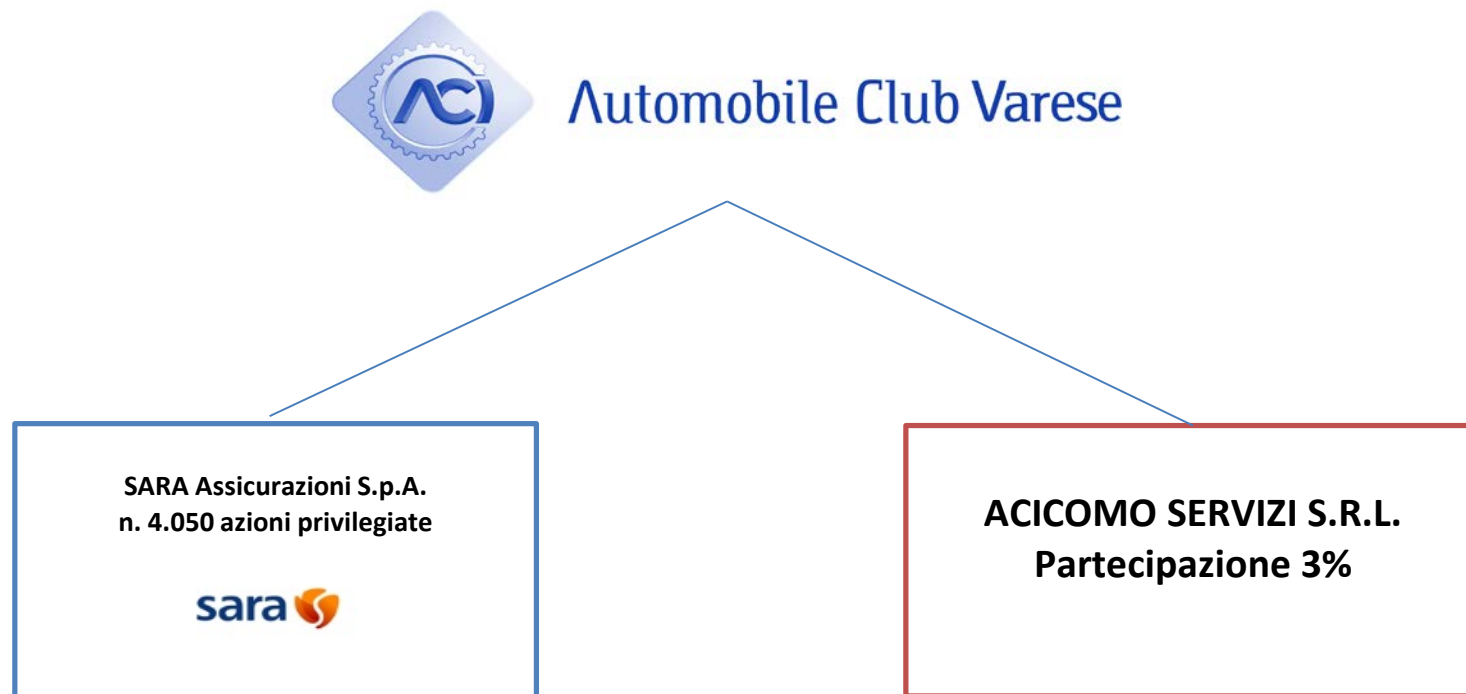 ACI
Automobile Club Varese
SARA Assicurazioni S.p.A.
n. 4.050 azioni privilegiate
sara
ACICOMO SERVIZI S.R.L.
Partecipazione 3%